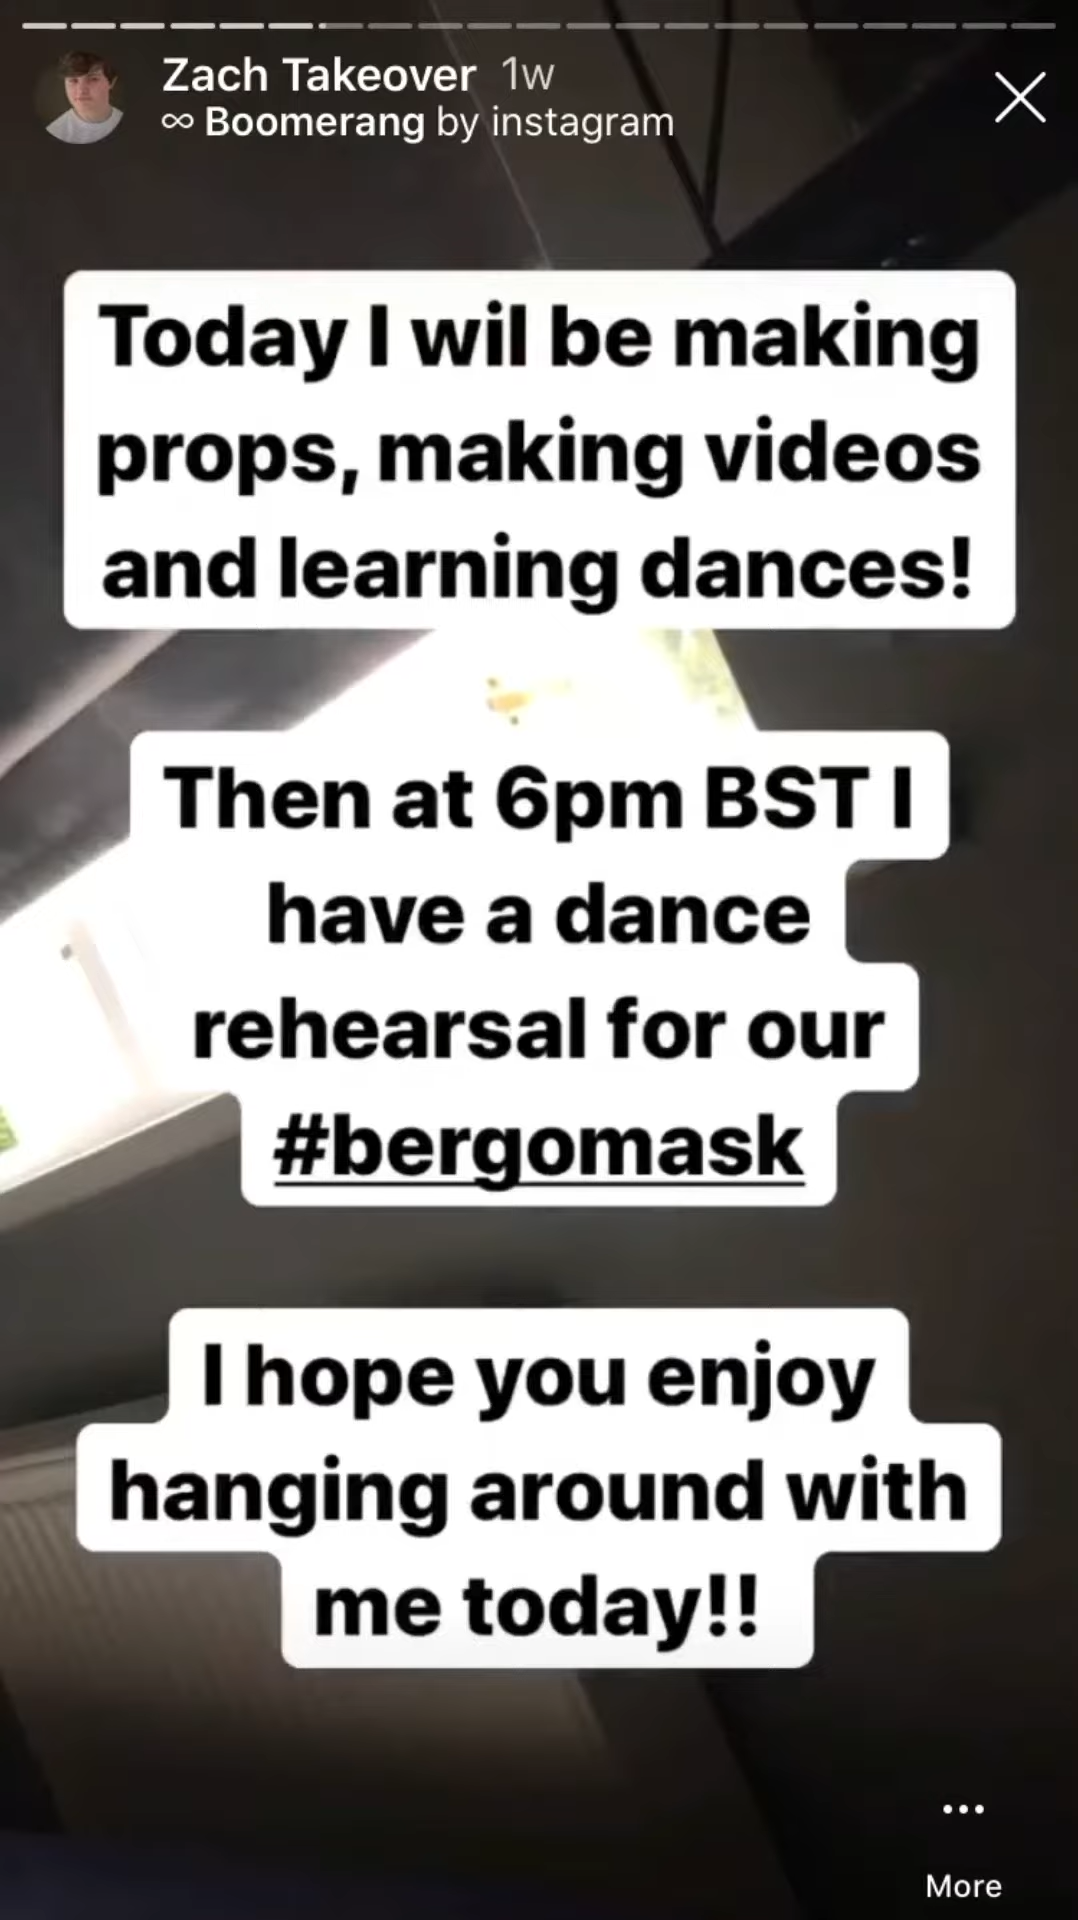 Zach Takeover 1w
∞ Boomerang by instagram
Today I wil be making
props, making videos
and learning dances!
Then at 6pm BST I
have a dance
rehearsal for our
#bergomask
I hope you enjoy
hanging around with
me today!!
More